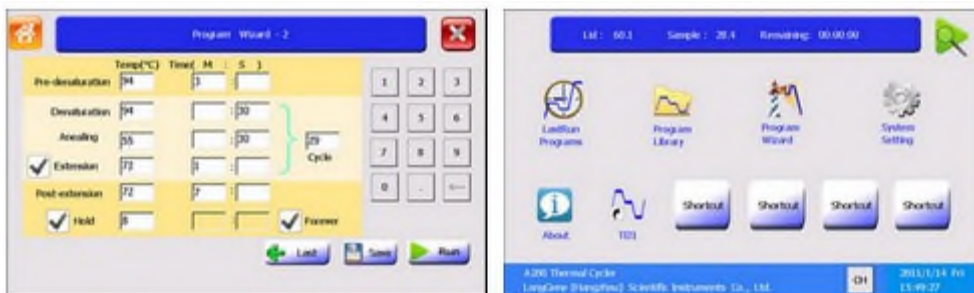 Program Wizard - 2
Temp(°C) Time( M : S )
Pre-denaturation 94 3 :
Denaturation 94 : 30
Annealing 55 : 30
29
Cycle
Extension 72 1 :
Post-extension 72 7 :
Hold 8 : Forever
1 2 3
4 5 6
7 8 9
0 . <---
Last Save Run
Lid : 60.1 Sample : 28.4 Remaining: 00:00:00
LastRun Programs
Program Library
Program Wizard
System Setting
About
Shortcut Shortcut Shortcut Shortcut
A200 Thermal Cycler
LongGene (Hangzhou) Scientific Instruments Co., Ltd.
CH
2011/1/14 Fri
15:49:27